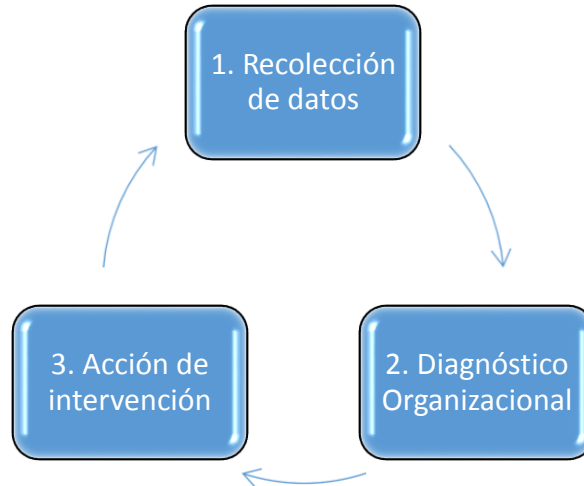 1. Recolección
de datos
2. Diagnóstico
Organizacional
3. Acción de
intervención